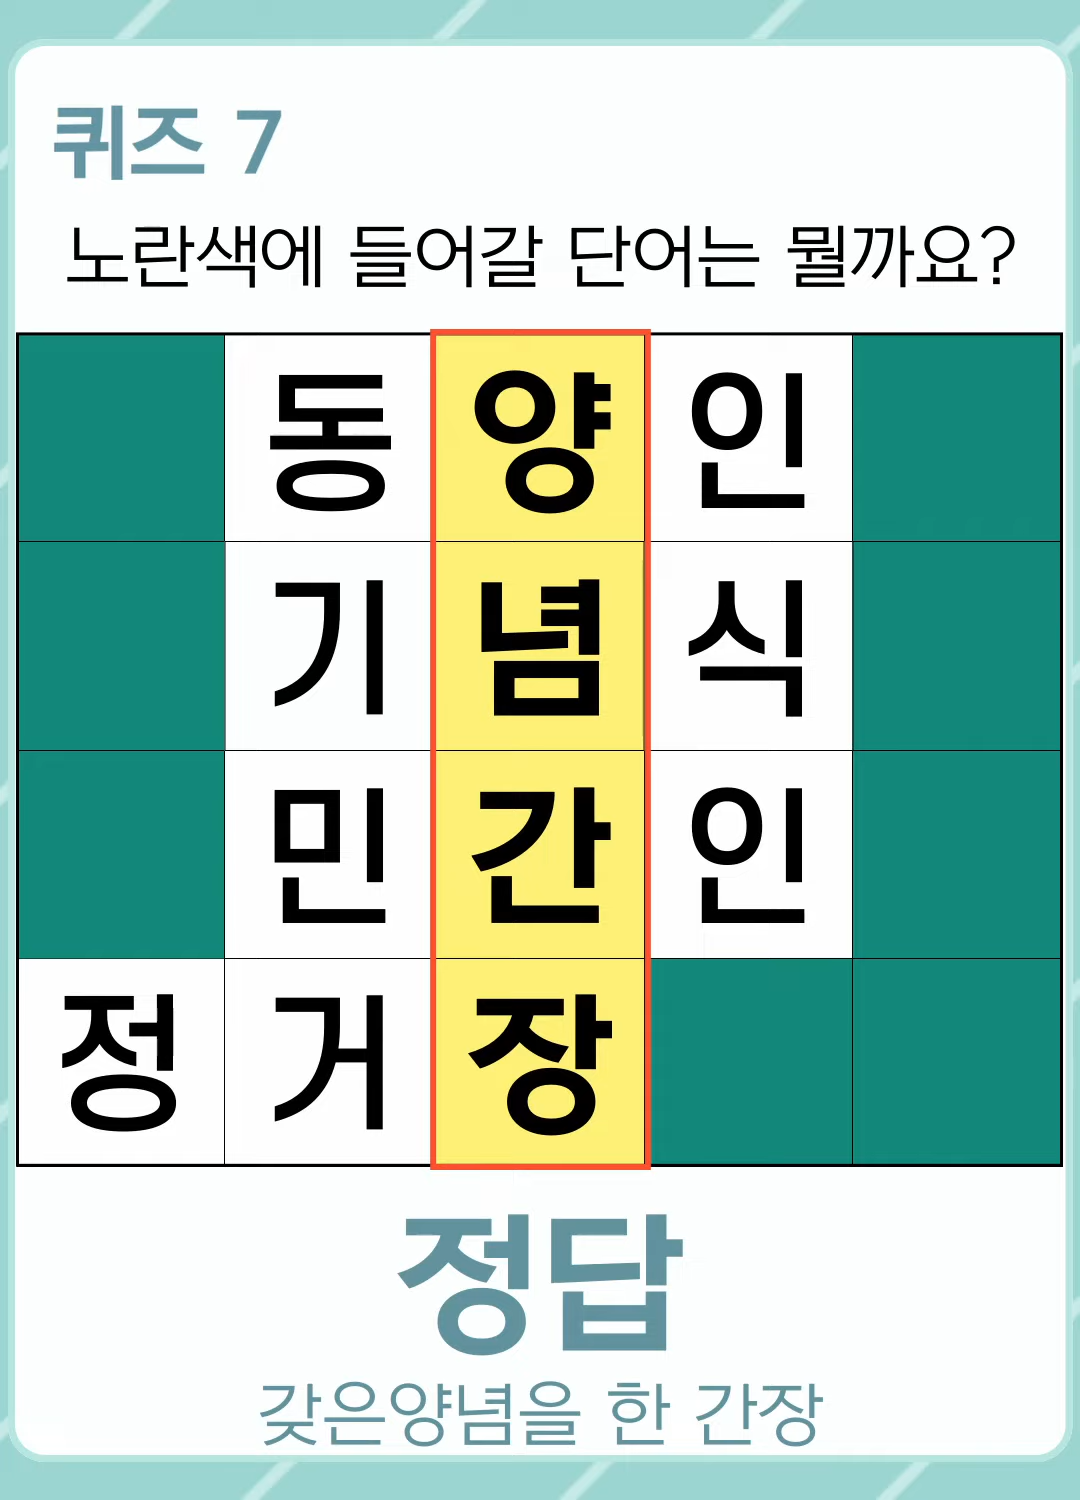 퀴즈 7
노란색에 들어갈 단어는 뭘까요?
동양인
기념식
민간인
정거장
정답
갖은양념을 한 간장